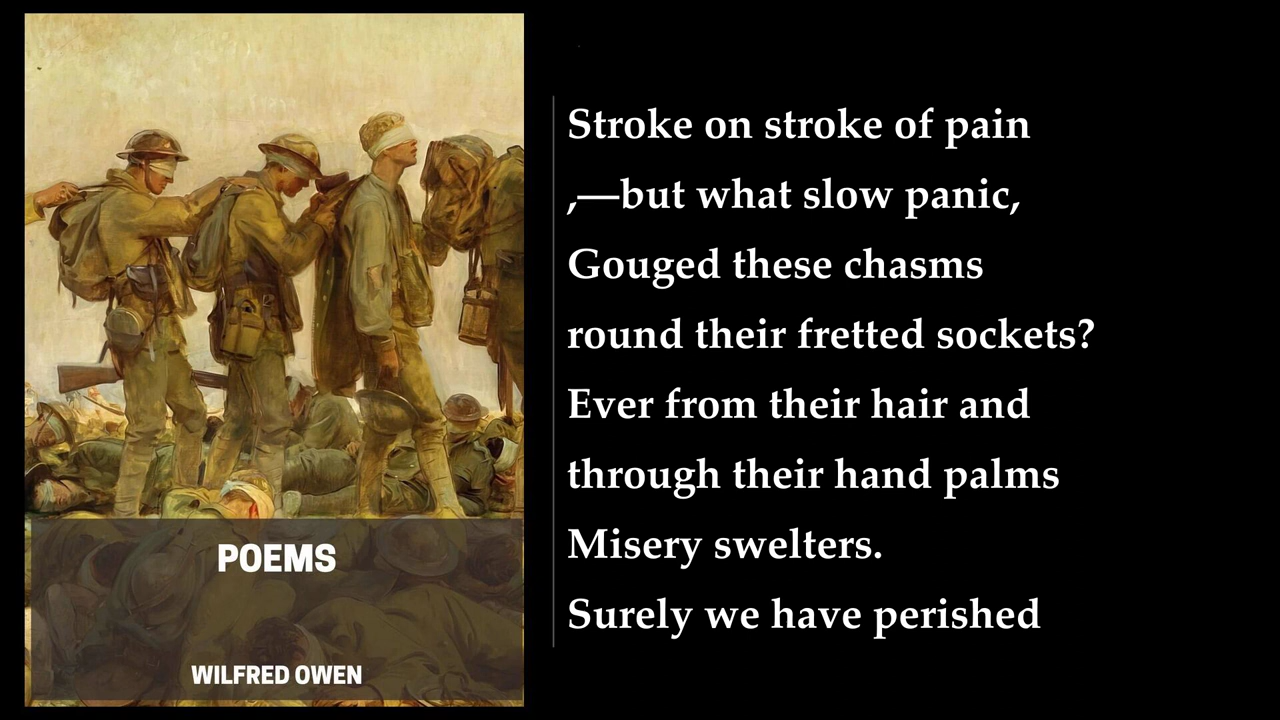 POEMS
WILFRED OWEN
Stroke on stroke of pain
,—but what slow panic,
Gouged these chasms
round their fretted sockets?
Ever from their hair and
through their hand palms
Misery swelters.
Surely we have perished